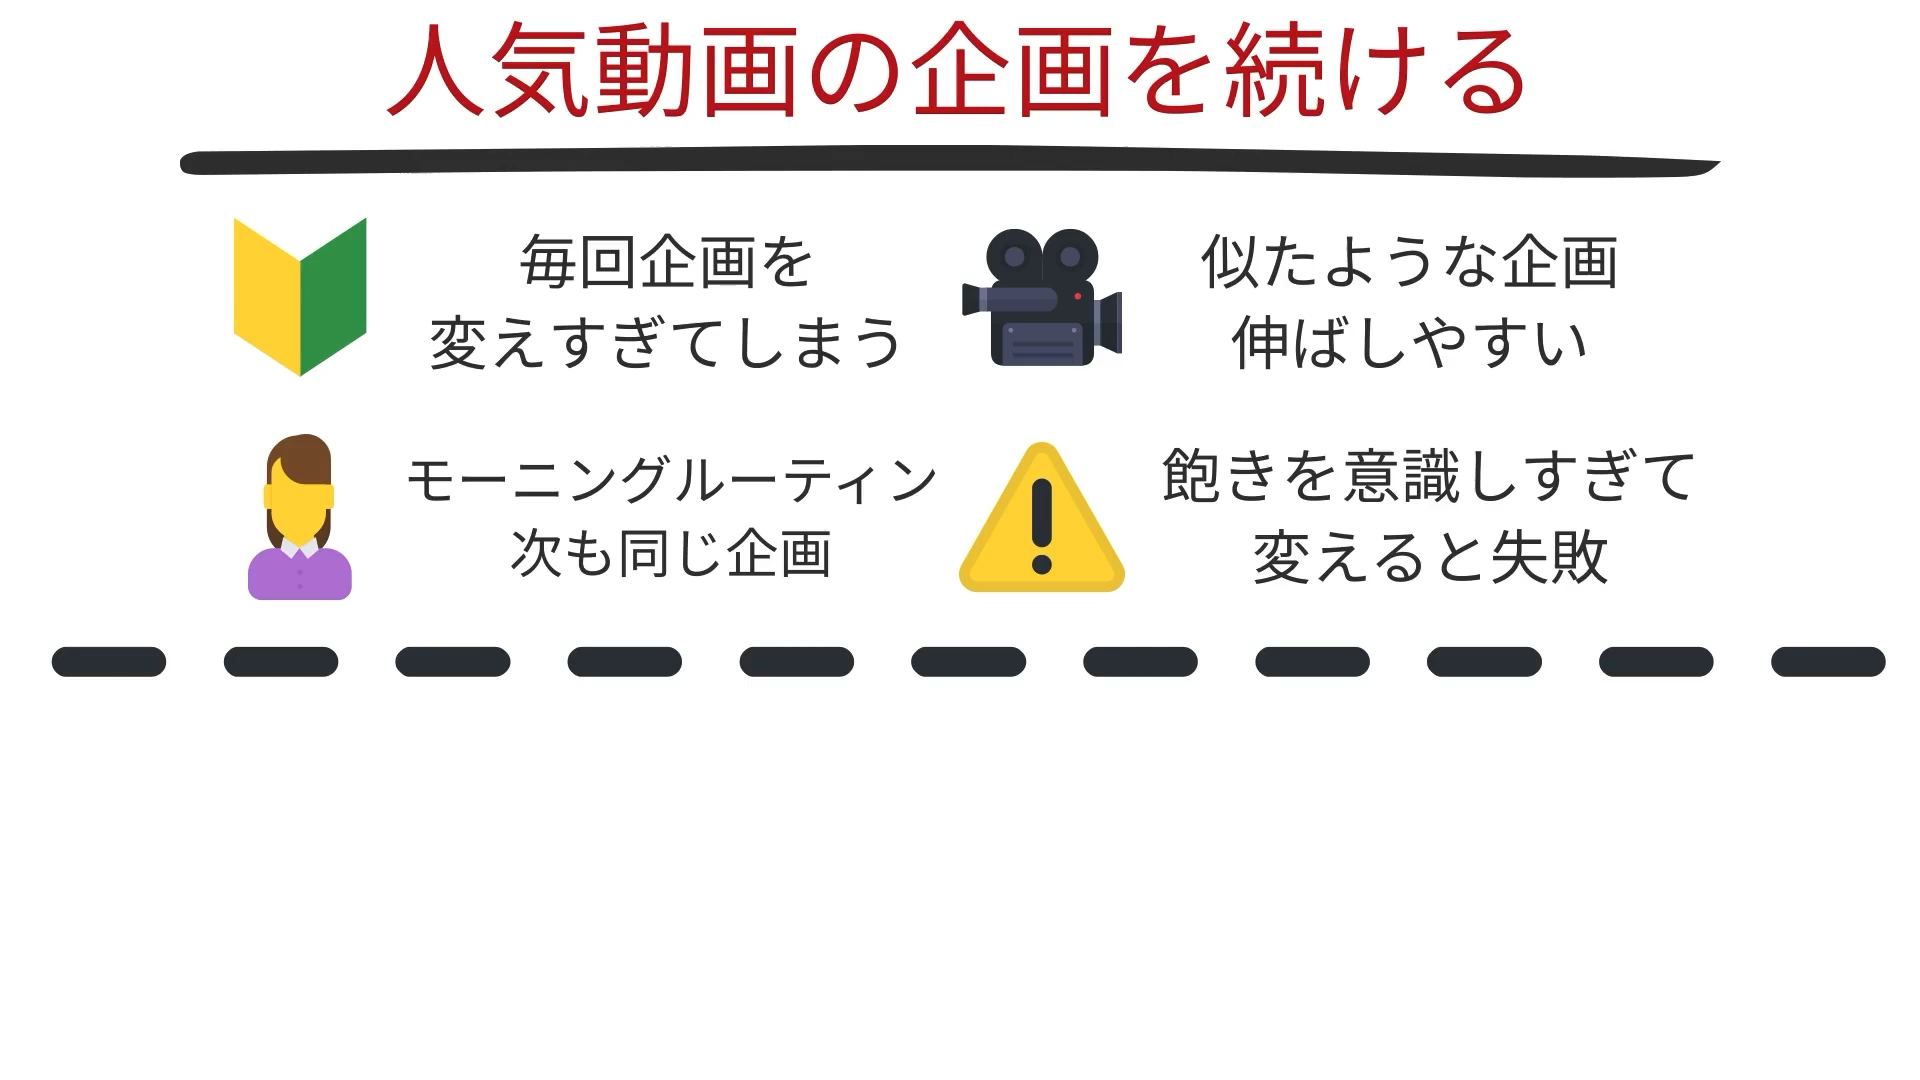 人気動画の企画を続ける
毎回企画を
変えすぎてしまう
似たような企画
伸ばしやすい
モーニングルーティン
次も同じ企画
飽きを意識しすぎて
変えると失敗